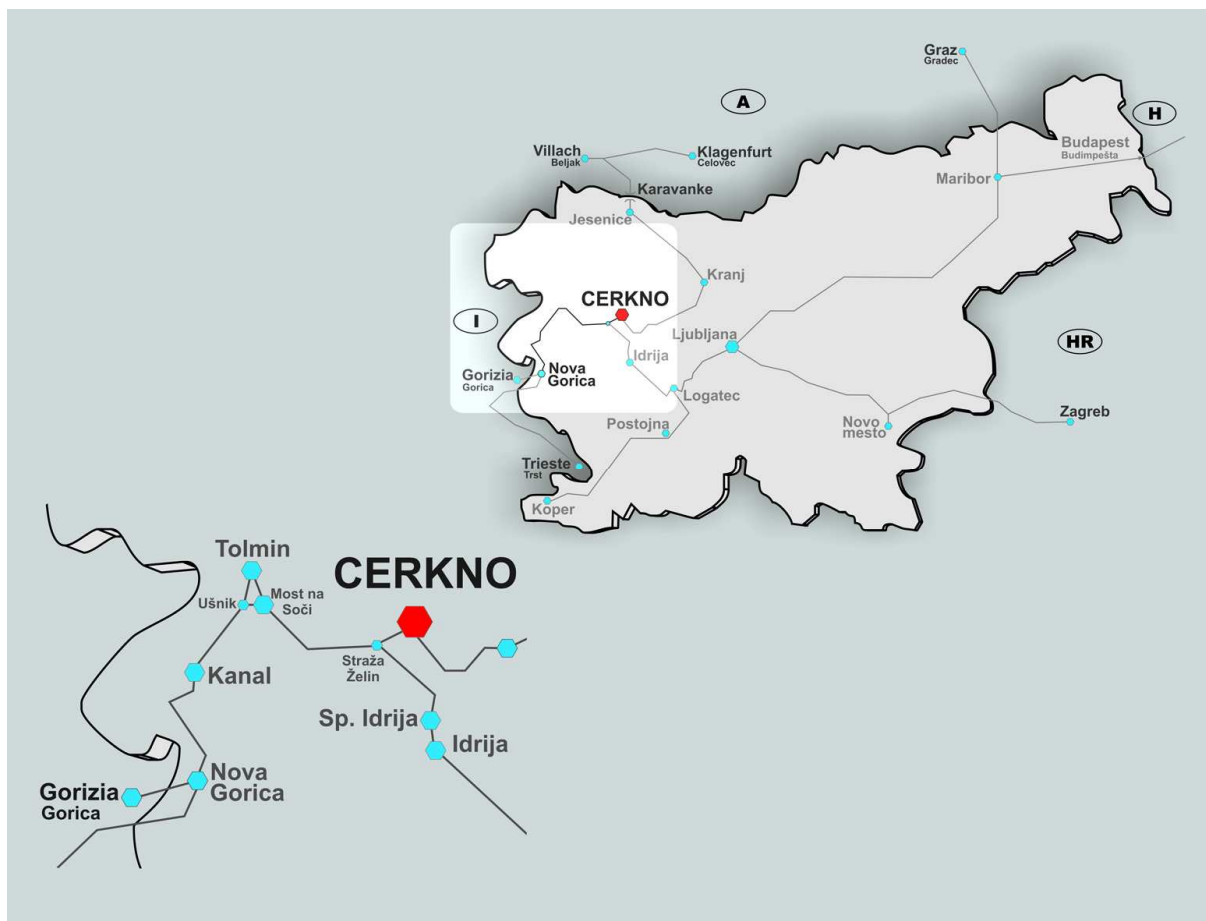 Graz
Gradec
A
H
Budapest
Budimpešta
Villach
Beljak
Klagenfurt
Celovec
Maribor
Karavanke
Jesenice
Kranj
CERKNO
I
Ljubljana
HR
Idrija
Nova
Gorica
Gorizia
Gorica
Logatec
Zagreb
Postojna
Novo
mesto
Trieste
Trst
Koper
Tolmin
CERKNO
Most na
Soči
Ušnik
Straža
Želin
Kanal
Sp. Idrija
Idrija
Nova
Gorica
Gorizia
Gorica